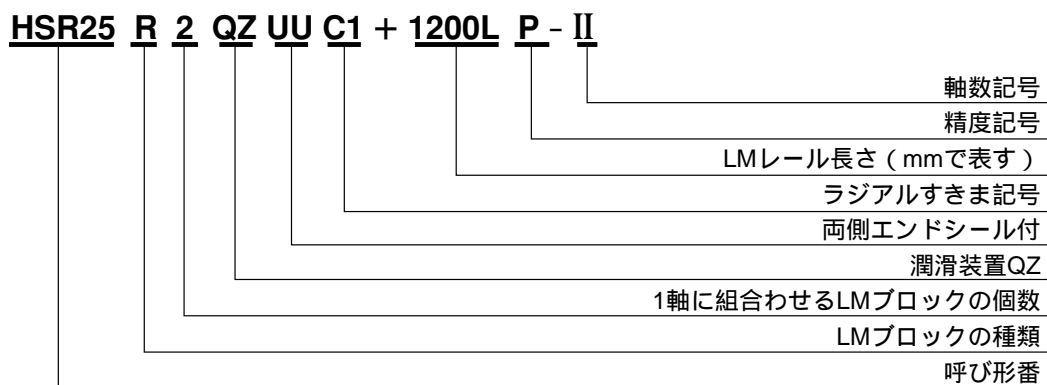 HSR25 R 2 QZ UU C1 + 1200L P - Ⅱ
軸数記号
精度記号
LMレール長さ（mmで表す）
ラジアルすきま記号
両側エンドシール付
潤滑装置QZ
1軸に組合わせるLMブロックの個数
LMブロックの種類
呼び形番